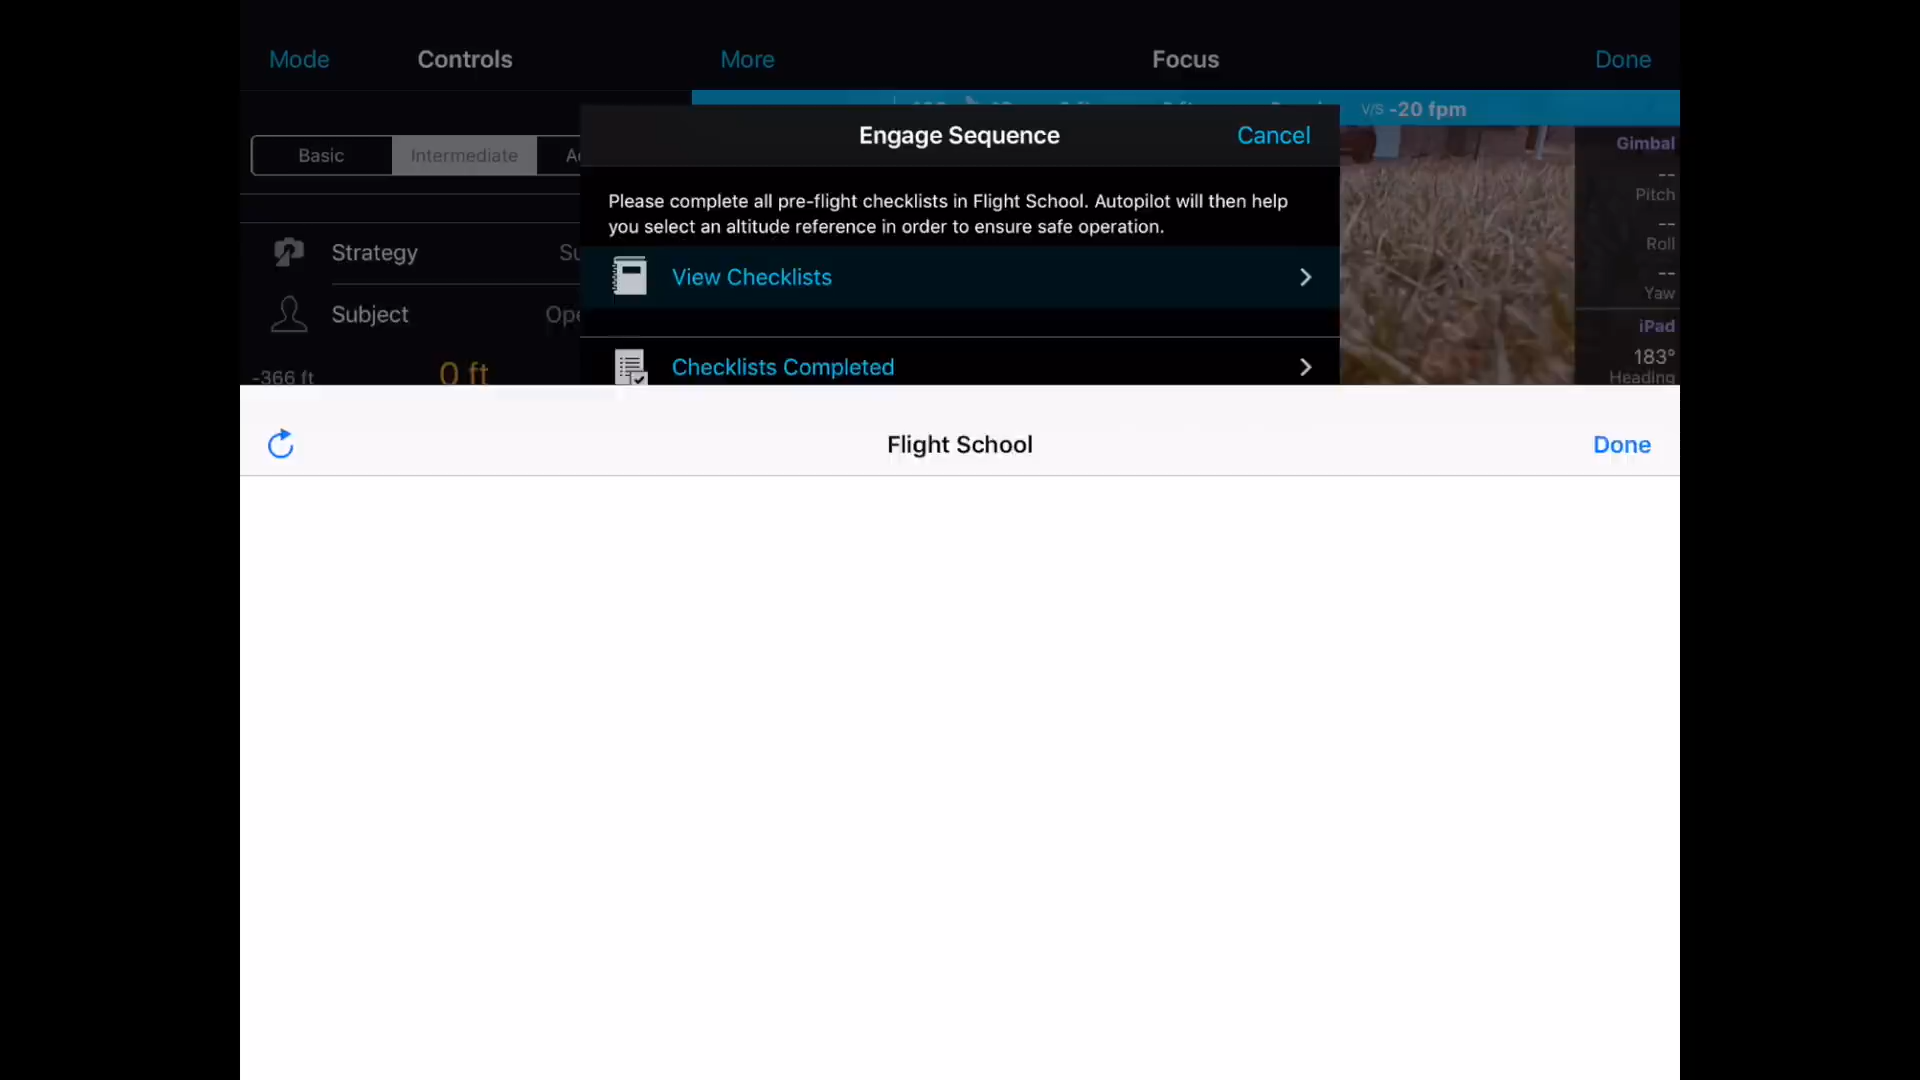 Mode
Controls
More
Focus
Done
V/S -20 fpm
Engage Sequence
Cancel
Basic
Intermediate
Gimbal
--
Pitch
--
Roll
--
Yaw
Please complete all pre-flight checklists in Flight School. Autopilot will then help
you select an altitude reference in order to ensure safe operation.
Strategy
View Checklists
Subject
iPad
183°
Heading
Checklists Completed
-366 ft
0 ft
Flight School
Done